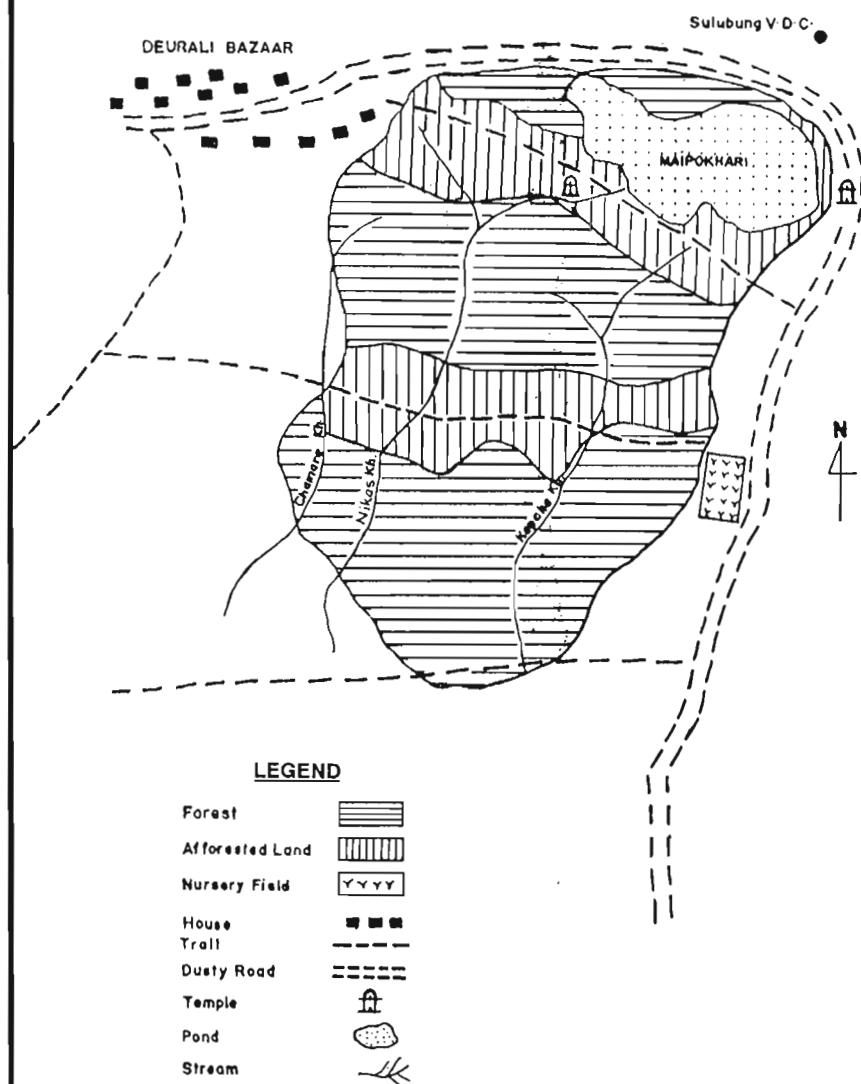 Sulubung V.D.C.
DEURALI BAZAAR
MAIPOKHARI
N
Chamare Kh.
Nikas Kh.
Kopche Kh.
LEGEND
Forest
Afforested Land
Nursery Field
House
Trail
Dusty Road
Temple
Pond
Stream